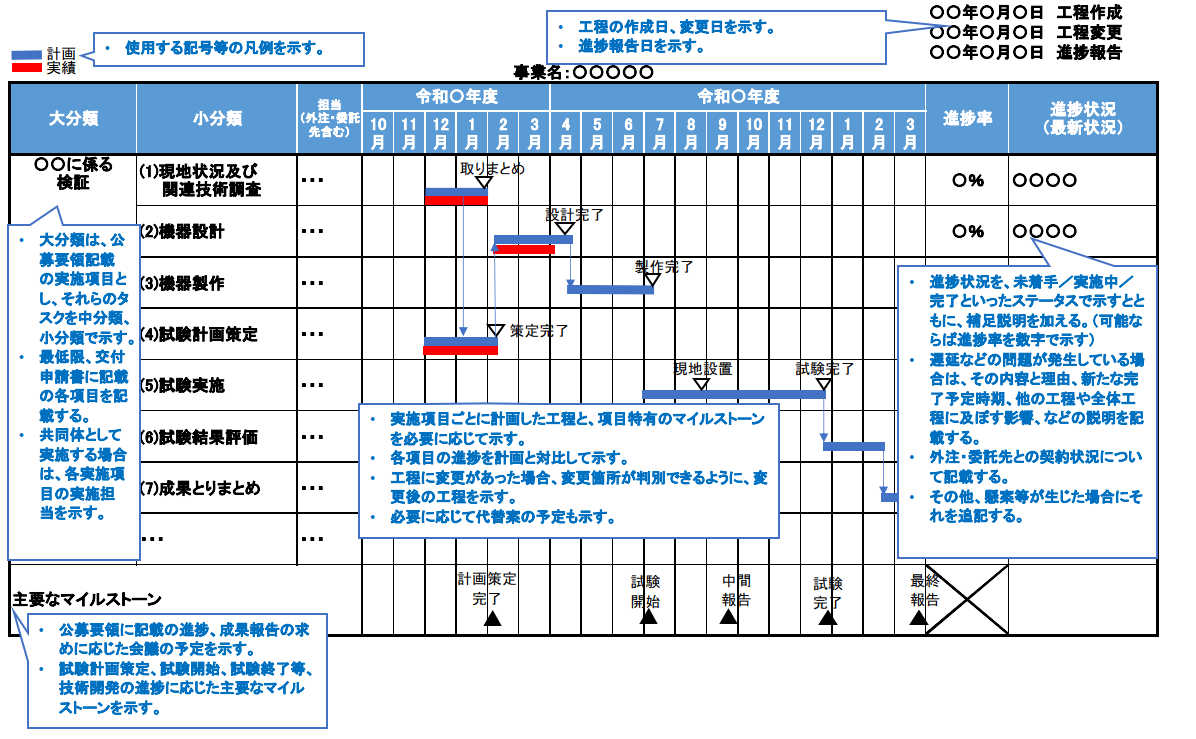 〇〇年〇月〇日 工程作成
〇〇年〇月〇日 工程変更
〇〇年〇月〇日 進捗報告
・ 工程の作成日、変更日を示す。
・ 進捗報告日を示す。
・ 使用する記号等の凡例を示す。
計画
実績
事業名：〇〇〇〇〇
大分類
小分類
担当
(外注・委託
先含む)
令和〇年度
令和〇年度
進捗率
進捗状況
(最新状況)
10月 11月 12月 1月 2月 3月 4月 5月 6月 7月 8月 9月 10月 11月 12月 1月 2月 3月
〇〇に係る
検証
(1)現地状況及び
関連技術調査
・・・
取りまとめ
〇%
〇〇〇〇
(2)機器設計
・・・
設計完了
〇%
〇〇〇〇
(3)機器製作
・・・
製作完了
(4)試験計画策定
・・・
策定完了
(5)試験実施
・・・
現地設置
試験完了
(6)試験結果評価
・・・
(7)成果とりまとめ
・・・
・・・
・・・
・ 大分類は、公
募要領記載
の実施項目と
し、それらのタ
スクを中分類、
小分類で示す。
・ 最低限、交付
申請書に記載
の各項目を記
載する。
・ 共同体として
実施する場合
は、各実施項
目の実施担
当を示す。
・ 実施項目ごとに計画した工程と、項目特有のマイルストーン
を必要に応じて示す。
・ 各項目の進捗を計画と対比して示す。
・ 工程に変更があった場合、変更箇所が判別できるように、変
更後の工程を示す。
・ 必要に応じて代替案の予定も示す。
・ 進捗状況を、未着手／実施中／
完了といったステータスで示すとと
もに、補足説明を加える。（可能な
らば進捗率を数字で示す）
・ 遅延などの問題が発生している場
合は、その内容と理由、新たな完
了予定時期、他の工程や全体工
程に及ぼす影響、などの説明を記
載する。
・ 外注・委託先との契約状況につい
て記載する。
・ その他、懸案等が生じた場合にそ
れを追記する。
主要なマイルストーン
計画策定
完了
試験
開始
中間
報告
試験
完了
最終
報告
・ 公募要領に記載の進捗、成果報告の求
めに応じた会議の予定を示す。
・ 試験計画策定、試験開始、試験終了等、
技術開発の進捗に応じた主要なマイル
ストーンを示す。